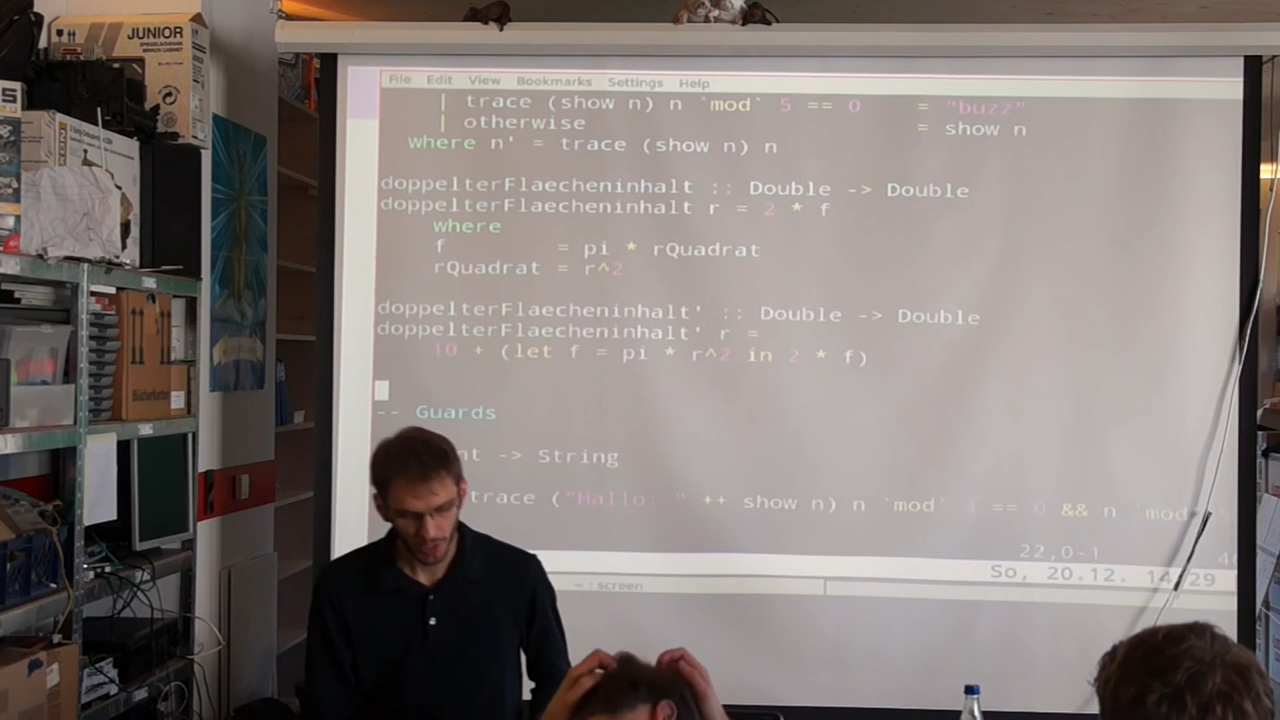 JUNIOR
SPIEGELSCHRANK
MIRROR CABINET
File Edit View Bookmarks Settings Help
| trace (show n) n `mod` 5 == 0 = "buzz"
| otherwise = show n
where n' = trace (show n) n
doppelterFlaecheninhalt :: Double -> Double
doppelterFlaecheninhalt r = 2 * f
where
f = pi * rQuadrat
rQuadrat = r^2
doppelterFlaecheninhalt' :: Double -> Double
doppelterFlaecheninhalt' r =
10 + (let f = pi * r^2 in 2 * f)
-- Guards
nt -> String
trace ("Hallo: " ++ show n) n `mod` 3 == 0 && n `mod
22,0-1
So, 20.12. 14:29
~ : screen